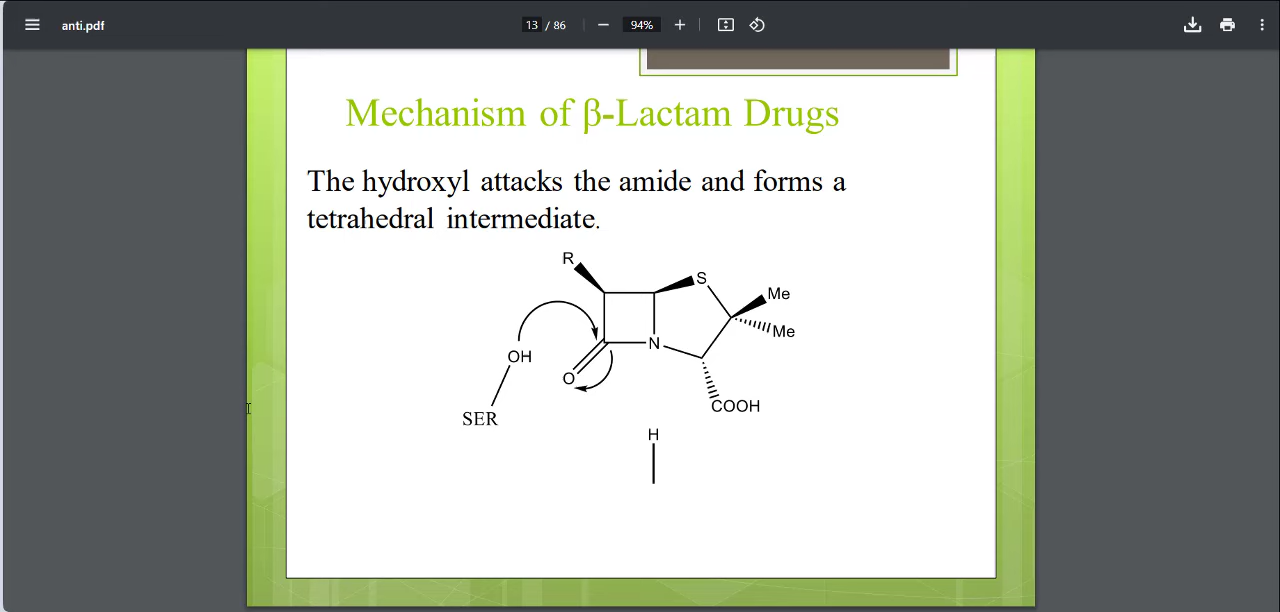 anti.pdf
13 / 86
94%
Mechanism of β-Lactam Drugs
The hydroxyl attacks the amide and forms a
tetrahedral intermediate.
R
S
Me
Me
OH
N
O
COOH
SER
H